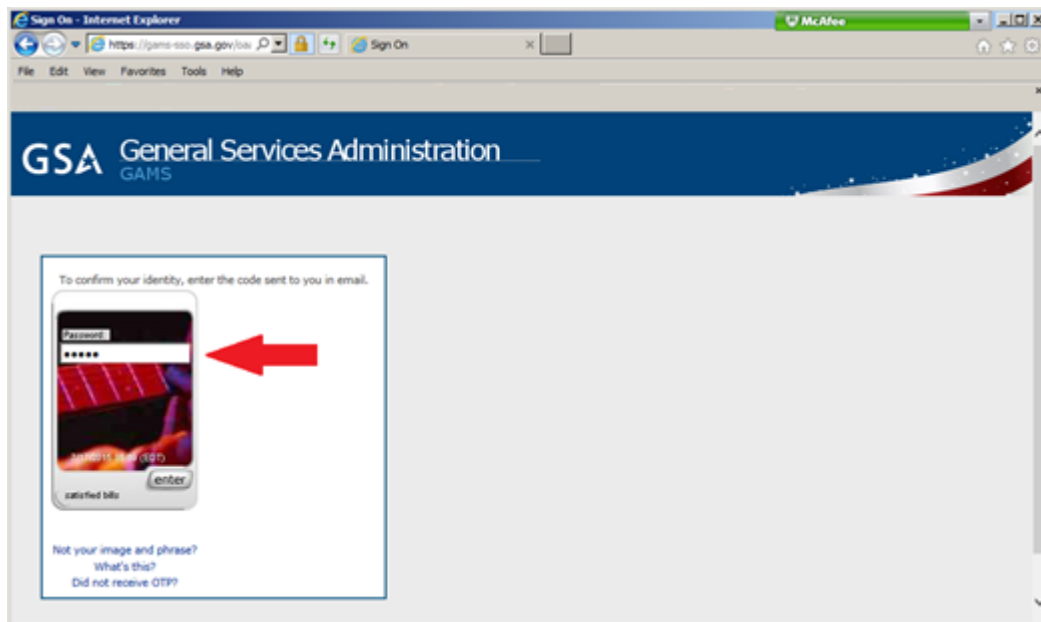 Sign On - Internet Explorer
McAfee
https://gams-sso.gsa.gov/oa
Sign On
File Edit View Favorites Tools Help
GSA General Services Administration
GAMS
To confirm your identity, enter the code sent to you in email.
Password:
(EDT)
enter
satisfied bills
Not your image and phrase?
What's this?
Did not receive OTP?